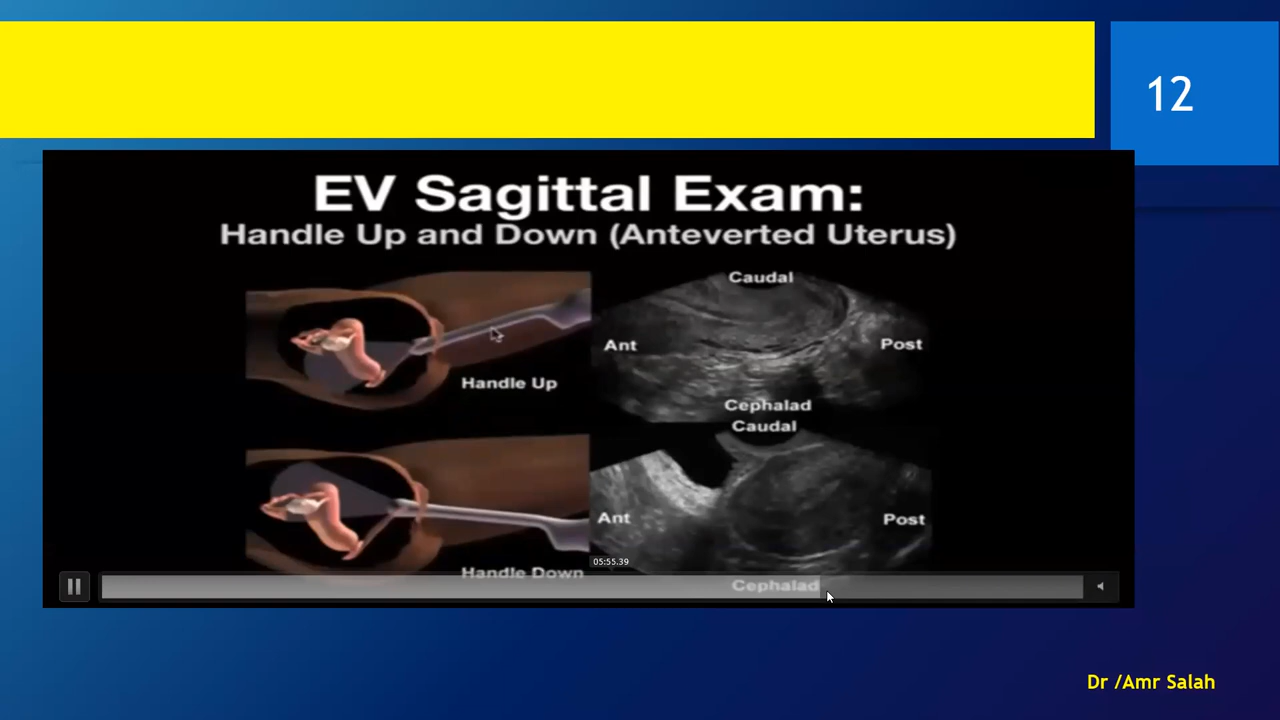 12
EV Sagittal Exam:
Handle Up and Down (Anteverted Uterus)
Caudal
Ant
Post
Handle Up
Cephalad
Caudal
Ant
Post
05:55.39
Handle Down
Cephalad
Dr /Amr Salah